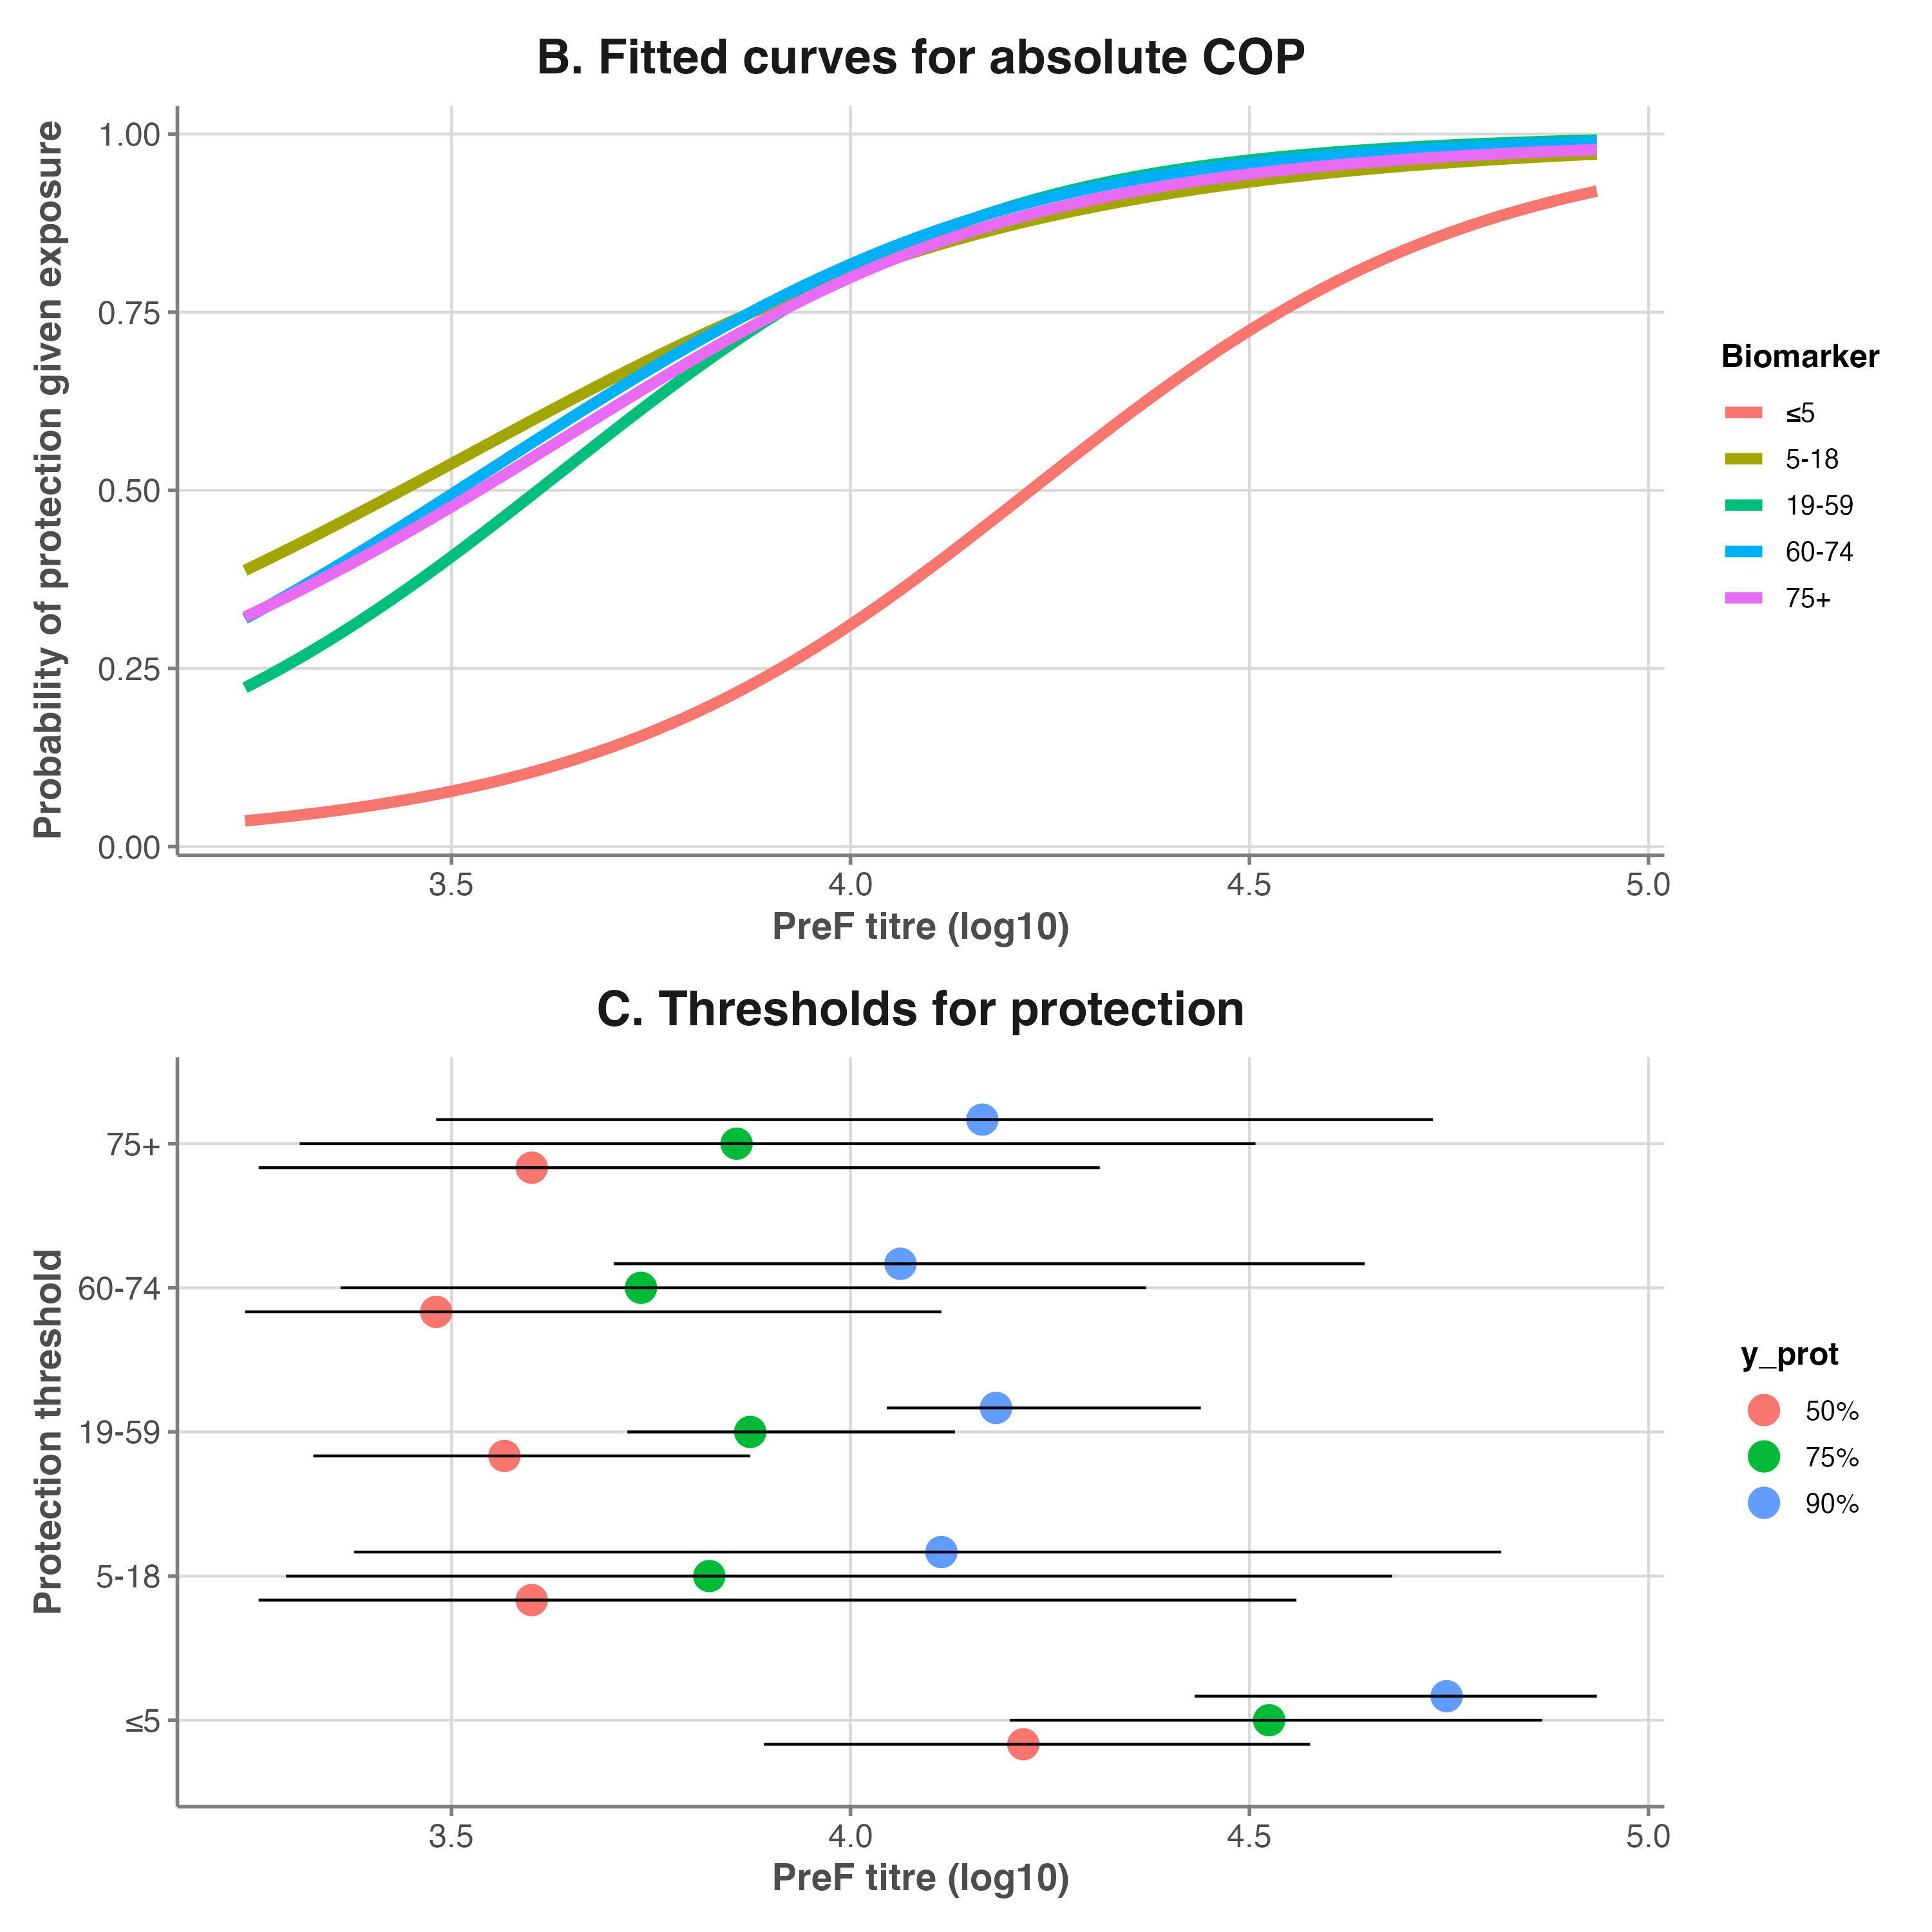 B. Fitted curves for absolute COP
Probability of protection given exposure
1.00
0.75
0.50
0.25
0.00
3.5 4.0 4.5 5.0
PreF titre (log10)
Biomarker
≤5
5-18
19-59
60-74
75+
C. Thresholds for protection
Protection threshold
75+
60-74
19-59
5-18
≤5
3.5 4.0 4.5 5.0
PreF titre (log10)
y_prot
50%
75%
90%